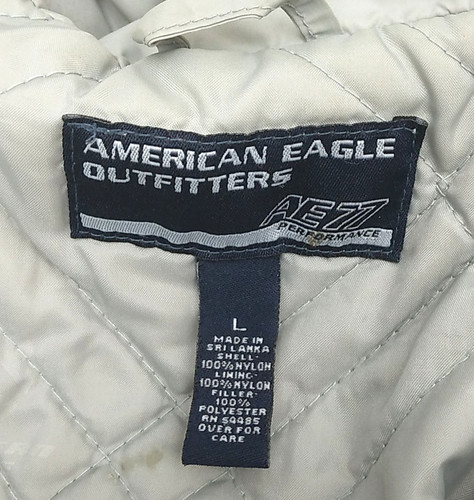 AMERICAN EAGLE
OUTFITTERS
AE77
PERFORMANCE
L
MADE IN
SRI LANKA
SHELL:
100% NYLON
LINING:
100% NYLON
FILLER:
100%
POLYESTER
RN 54485
OVER FOR
CARE